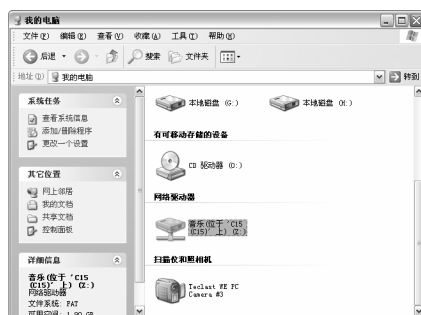 我的电脑
文件(F) 编辑(E) 查看(V) 收藏(A) 工具(T) 帮助(H)
后退 搜索 文件夹
地址(D) 我的电脑 转到
系统任务
查看系统信息
添加/删除程序
更改一个设置
其它位置
网上邻居
我的文档
共享文档
控制面板
详细信息
音乐(位于“C15
(C15)”上) (Z:)
网络驱动器
文件系统: FAT
可用空间: 1.90 GB
本地磁盘 (G:) 本地磁盘 (H:)
有可移动存储的设备
CD 驱动器 (D:)
网络驱动器
音乐(位于“C15
(C15)”上) (Z:)
扫描仪和照相机
Teclast WE PC
Camera #3